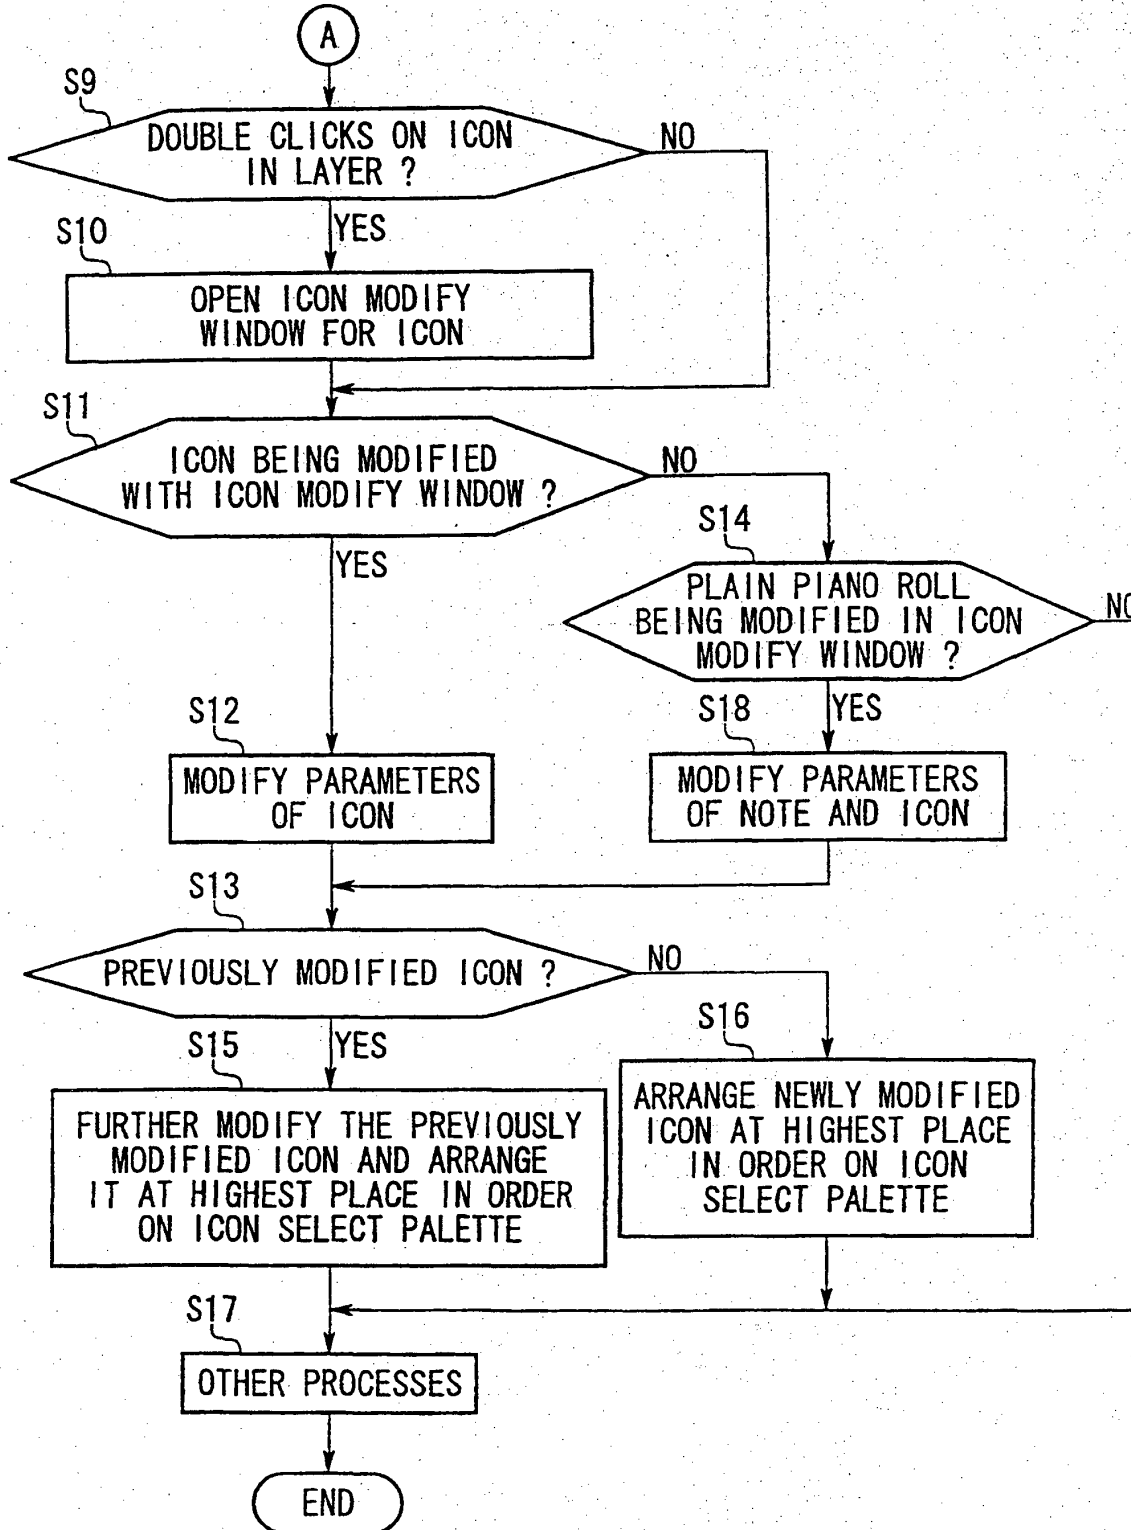 A
S9
DOUBLE CLICKS ON ICON
IN LAYER ?
NO
YES
S10
OPEN ICON MODIFY
WINDOW FOR ICON
S11
ICON BEING MODIFIED
WITH ICON MODIFY WINDOW ?
NO
YES
S14
PLAIN PIANO ROLL
BEING MODIFIED IN ICON
MODIFY WINDOW ?
NO
S12
MODIFY PARAMETERS
OF ICON
S18
YES
MODIFY PARAMETERS
OF NOTE AND ICON
S13
PREVIOUSLY MODIFIED ICON ?
NO
YES
S15
FURTHER MODIFY THE PREVIOUSLY
MODIFIED ICON AND ARRANGE
IT AT HIGHEST PLACE IN ORDER
ON ICON SELECT PALETTE
S16
ARRANGE NEWLY MODIFIED
ICON AT HIGHEST PLACE
IN ORDER ON ICON
SELECT PALETTE
S17
OTHER PROCESSES
END